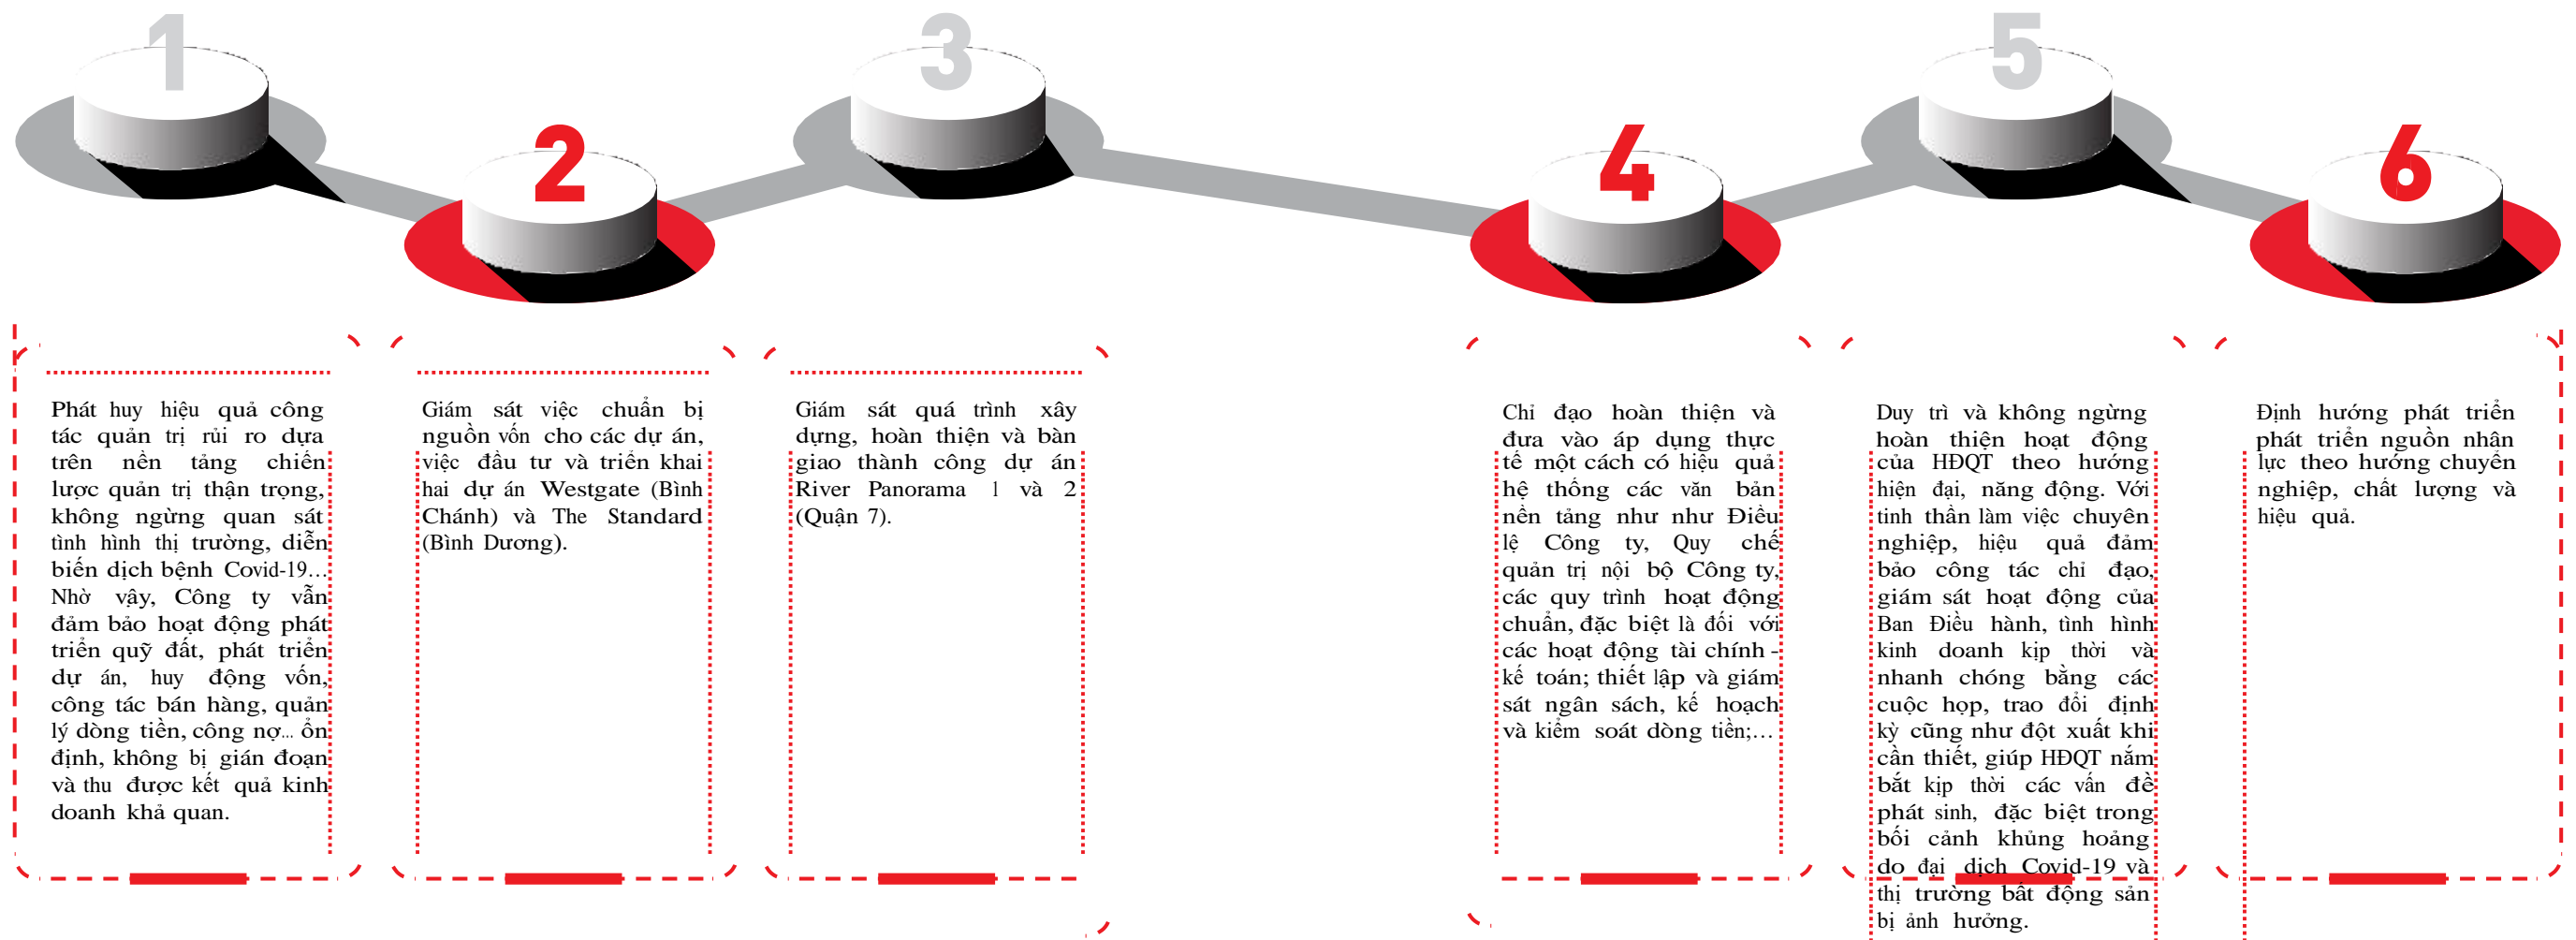 1
Phát huy hiệu quả công
tác quản trị rủi ro dựa
trên nền tảng chiến
lược quản trị thận trọng,
không ngừng quan sát
tình hình thị trường, diễn
biến dịch bệnh Covid-19...
Nhờ vậy, Công ty vẫn
đảm bảo hoạt động phát
triển quỹ đất, phát triển
dự án, huy động vốn,
công tác bán hàng, quản
lý dòng tiền, công nợ... ổn
định, không bị gián đoạn
và thu được kết quả kinh
doanh khả quan.
2
Giám sát việc chuẩn bị
nguồn vốn cho các dự án,
việc đầu tư và triển khai
hai dự án Westgate (Bình
Chánh) và The Standard
(Bình Dương).
3
Giám sát quá trình xây
dựng, hoàn thiện và bàn
giao thành công dự án
River Panorama 1 và 2
(Quận 7).
4
Chỉ đạo hoàn thiện và
đưa vào áp dụng thực
tế một cách có hiệu quả
hệ thống các văn bản
nền tảng như như Điều
lệ Công ty, Quy chế
quản trị nội bộ Công ty,
các quy trình hoạt động
chuẩn, đặc biệt là đối với
các hoạt động tài chính -
kế toán; thiết lập và giám
sát ngân sách, kế hoạch
và kiểm soát dòng tiền;...
5
Duy trì và không ngừng
hoàn thiện hoạt động
của HĐQT theo hướng
hiện đại, năng động. Với
tinh thần làm việc chuyên
nghiệp, hiệu quả đảm
bảo công tác chỉ đạo,
giám sát hoạt động của
Ban Điều hành, tình hình
kinh doanh kịp thời và
nhanh chóng bằng các
cuộc họp, trao đổi định
kỳ cũng như đột xuất khi
cần thiết, giúp HĐQT nắm
bắt kịp thời các vấn đề
phát sinh, đặc biệt trong
bối cảnh khủng hoảng
do đại dịch Covid-19 và
thị trường bất động sản
bị ảnh hưởng.
6
Định hướng phát triển
phát triển nguồn nhân
lực theo hướng chuyển
nghiệp, chất lượng và
hiệu quả.